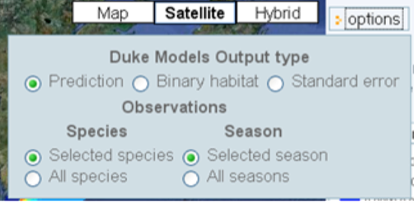 Map Satellite Hybrid options
Duke Models Output type
Prediction Binary habitat Standard error
Observations
Species Season
Selected species Selected season
All species All seasons